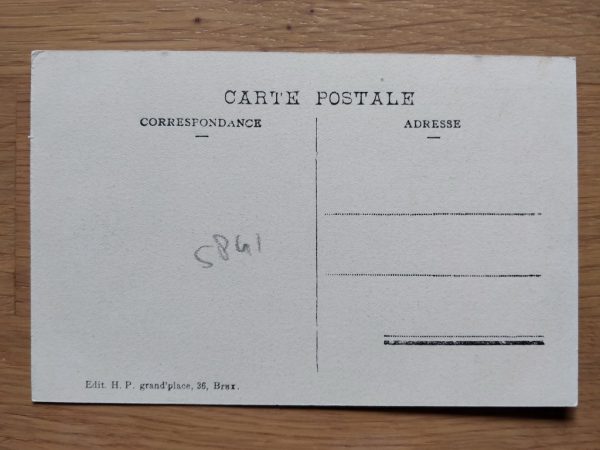 CARTE POSTALE
CORRESPONDANCE
ADRESSE
5841
Edit. H. P. grand'place, 36, Brux.